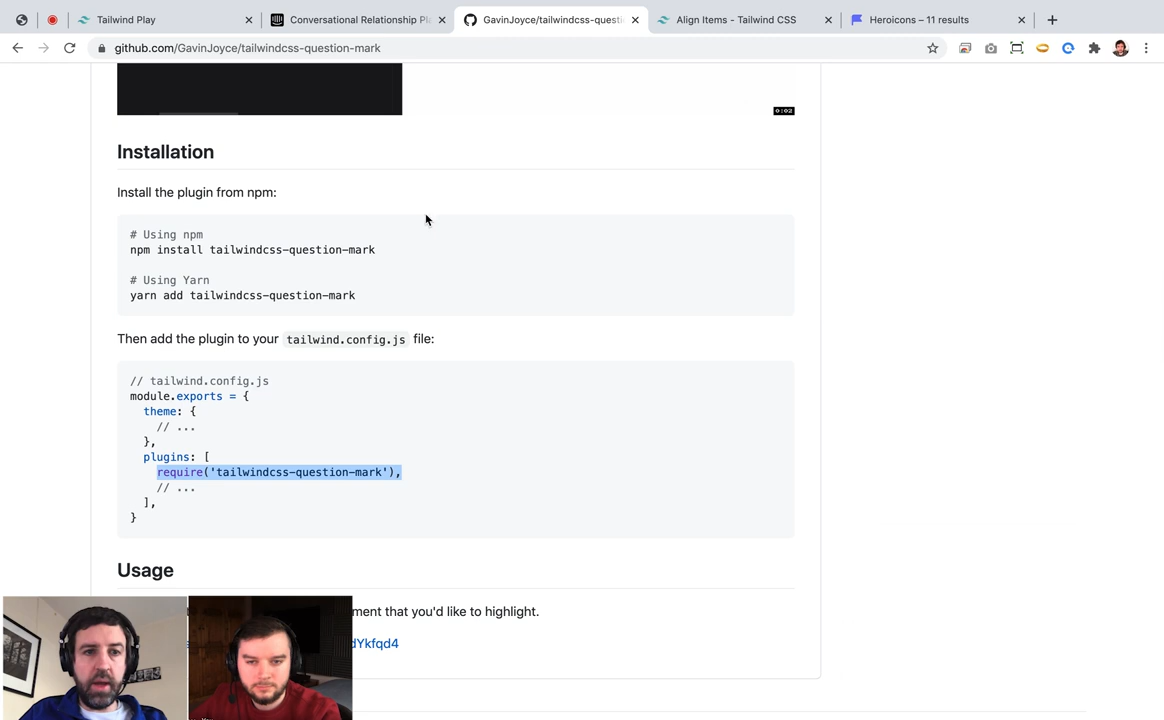 Tailwind Play
Conversational Relationship Pl
GavinJoyce/tailwindcss-questi
Align Items - Tailwind CSS
Heroicons – 11 results
github.com/GavinJoyce/tailwindcss-question-mark
0:02
Installation
Install the plugin from npm:
# Using npm
npm install tailwindcss-question-mark
# Using Yarn
yarn add tailwindcss-question-mark
Then add the plugin to your tailwind.config.js file:
// tailwind.config.js
module.exports = {
theme: {
// ...
},
plugins: [
require('tailwindcss-question-mark'),
// ...
],
}
Usage
ment that you'd like to highlight.
dYkfqd4
You